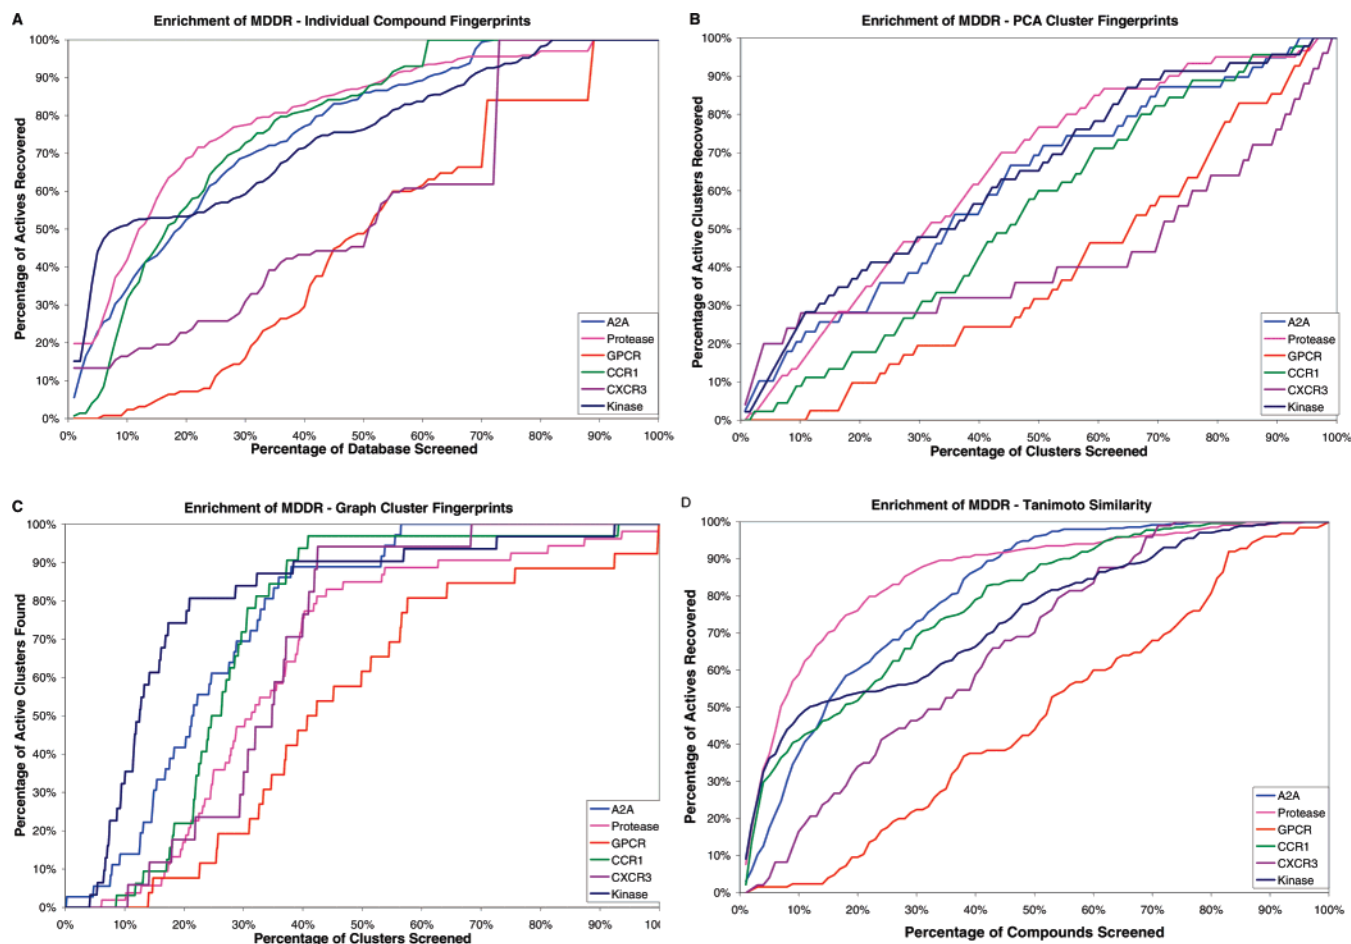 A
Enrichment of MDDR - Individual Compound Fingerprints
Percentage of Actives Recovered
100%
90%
80%
70%
60%
50%
40%
30%
20%
10%
0%
0% 10% 20% 30% 40% 50% 60% 70% 80% 90% 100%
Percentage of Database Screened
A2A
Protease
GPCR
CCR1
CXCR3
Kinase
B
Enrichment of MDDR - PCA Cluster Fingerprints
Percentage of Active Clusters Recovered
100%
90%
80%
70%
60%
50%
40%
30%
20%
10%
0%
0% 10% 20% 30% 40% 50% 60% 70% 80% 90% 100%
Percentage of Clusters Screened
A2A
Protease
GPCR
CCR1
CXCR3
Kinase
C
Enrichment of MDDR - Graph Cluster Fingerprints
Percentage of Active Clusters Found
100%
90%
80%
70%
60%
50%
40%
30%
20%
10%
0%
0% 10% 20% 30% 40% 50% 60% 70% 80% 90% 100%
Percentage of Clusters Screened
A2A
Protease
GPCR
CCR1
CXCR3
Kinase
D
Enrichment of MDDR - Tanimoto Similarity
Percentage of Actives Recovered
100%
90%
80%
70%
60%
50%
40%
30%
20%
10%
0%
0% 10% 20% 30% 40% 50% 60% 70% 80% 90% 100%
Percentage of Compounds Screened
A2A
Protease
GPCR
CCR1
CXCR3
Kinase